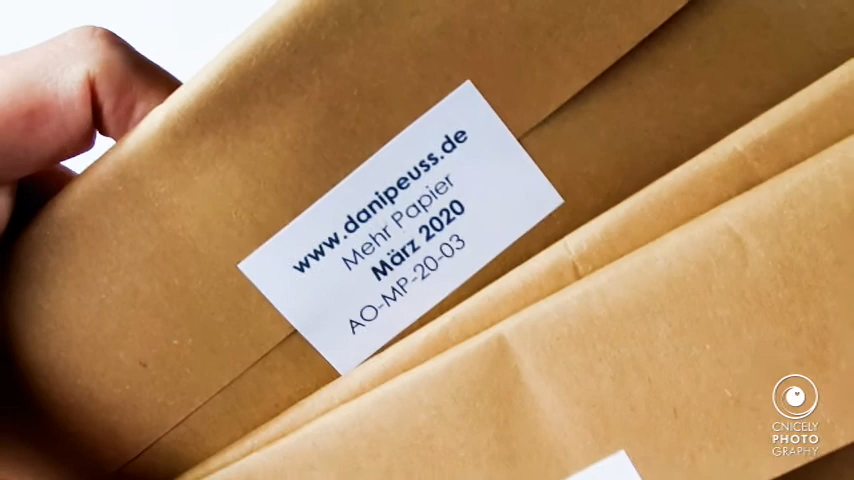 www.danipeuss.de
Mehr Papier
März 2020
AO-MP-20-03
CNICELY
PHOTO
GRAPHY